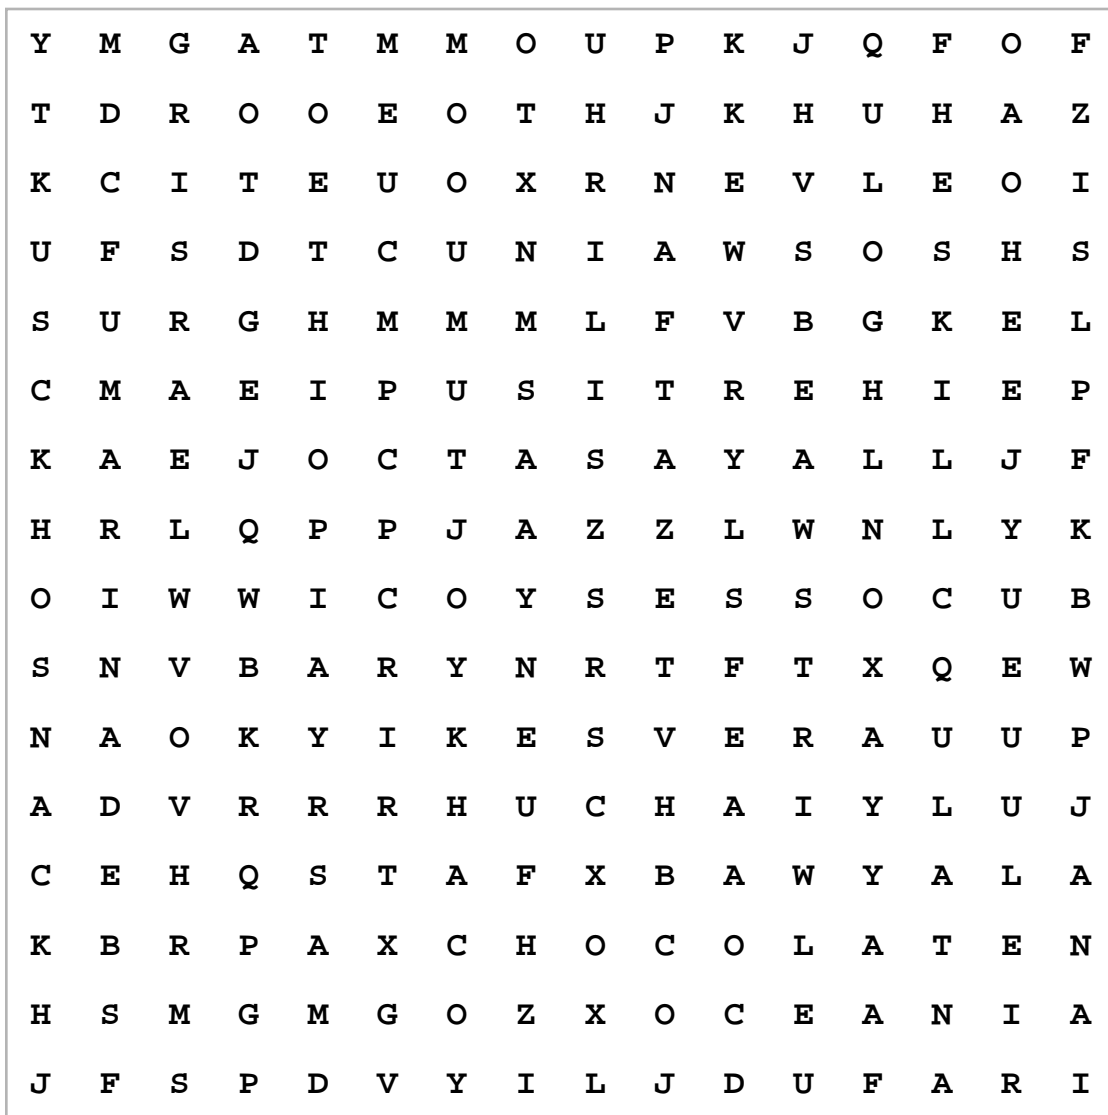 Y M G A T M M O U P K J Q F O F
T D R O O E O T H J K H U H A Z
K C I T E U O X R N E V L E O I
U F S D T C U N I A W S O S H S
S U R G H M M M L F V B G K E L
C M A E I P U S I T R E H I E P
K A E J O C T A S A Y A L L J F
H R L Q P P J A Z Z L W N L Y K
O I W W I C O Y S E S S O C U B
S N V B A R Y N R T F T X Q E W
N A O K Y I K E S V E R A U U P
A D V R R R H U C H A I Y L U J
C E H Q S T A F X B A W Y A L A
K B R P A X C H O C O L A T E N
H S M G M G O Z X O C E A N I A
J F S P D V Y I L J D U F A R I